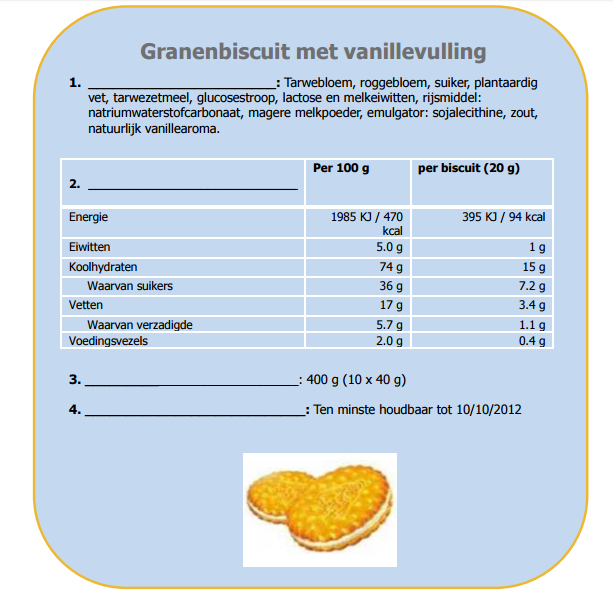 Granenbiscuit met vanillevulling
1. ___________________________: Tarwebloem, roggebloem, suiker, plantaardig
vet, tarwezetmeel, glucosestroop, lactose en melkeiwitten, rijsmiddel:
natriumwaterstofcarbonaat, magere melkpoeder, emulgator: sojalecithine, zout,
natuurlijk vanillearoma.
2. ______________________________ Per 100 g per biscuit (20 g)
Energie 1985 KJ / 470 395 KJ / 94 kcal
kcal
Eiwitten 5.0 g 1 g
Koolhydraten 74 g 15 g
Waarvan suikers 36 g 7.2 g
Vetten 17 g 3.4 g
Waarvan verzadigde 5.7 g 1.1 g
Voedingsvezels 2.0 g 0.4 g
3. ______________________________: 400 g (10 x 40 g)
4. _______________________________: Ten minste houdbaar tot 10/10/2012